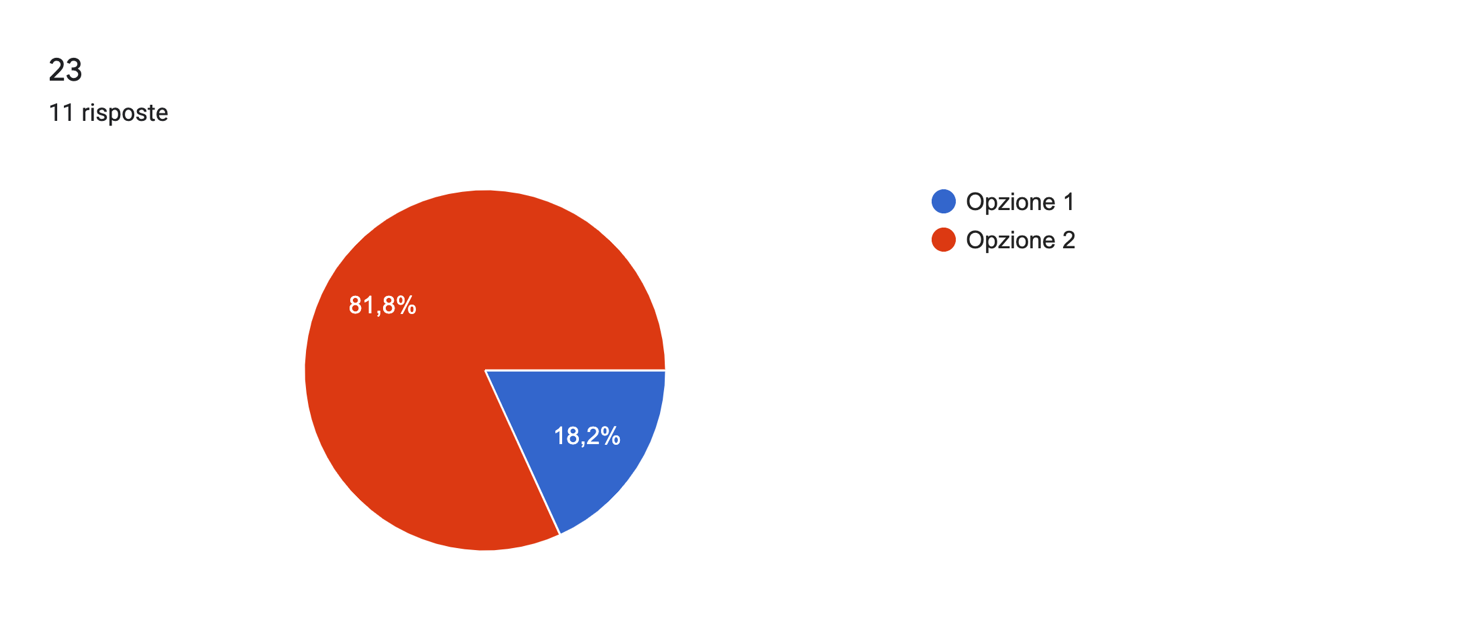 23
11 risposte
Opzione 1
Opzione 2
81,8%
18,2%